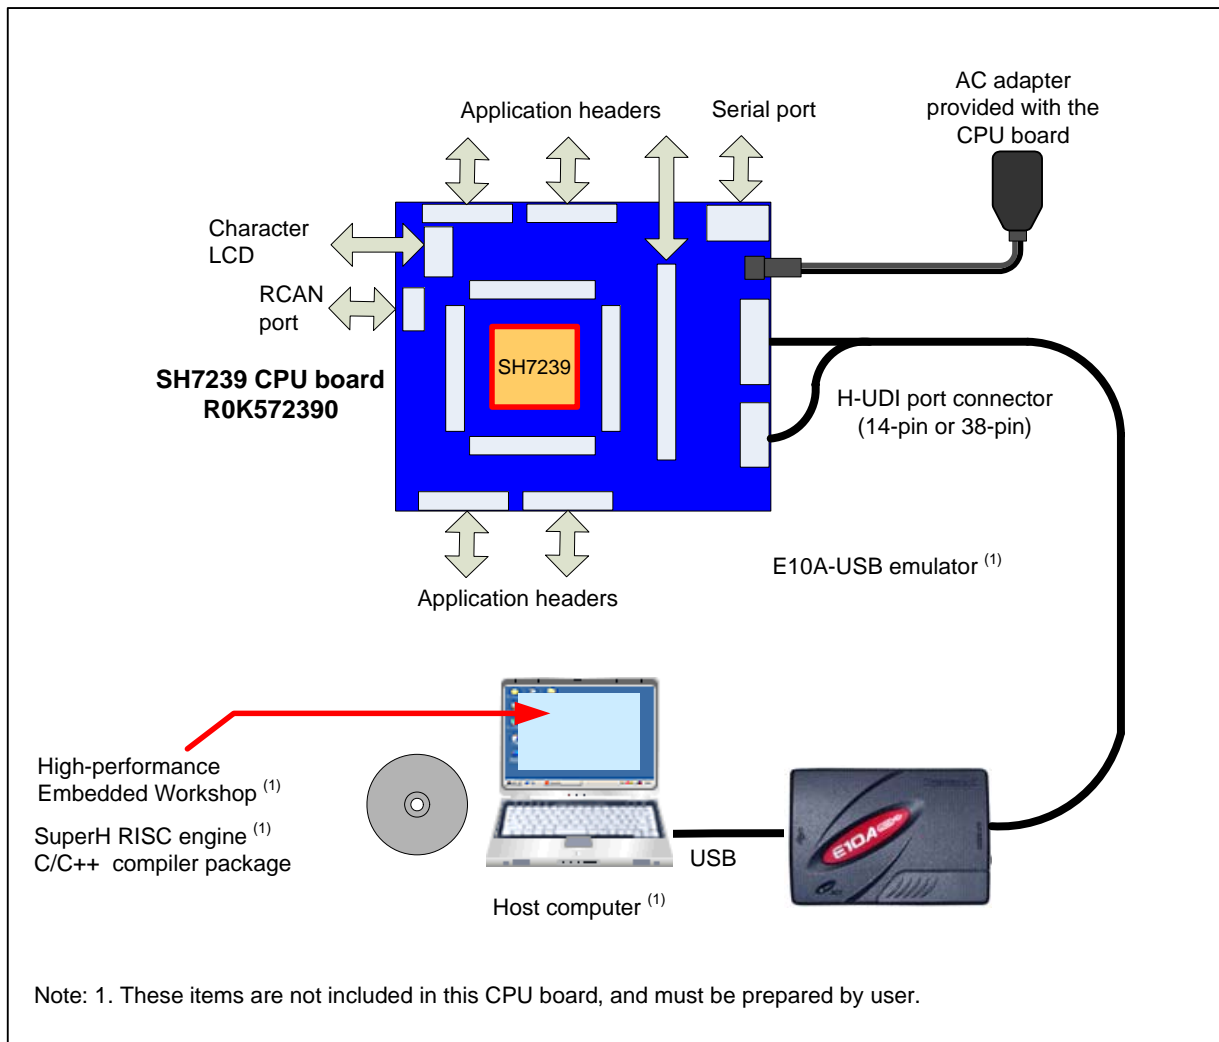 AC adapter
provided with the
CPU board
Application headers
Serial port
Character
LCD
RCAN
port
SH7239 CPU board
R0K572390
SH7239
H-UDI port connector
(14-pin or 38-pin)
E10A-USB emulator (1)
Application headers
High-performance
Embedded Workshop (1)
SuperH RISC engine (1)
C/C++ compiler package
USB
E10A
Host computer (1)
Note: 1. These items are not included in this CPU board, and must be prepared by user.